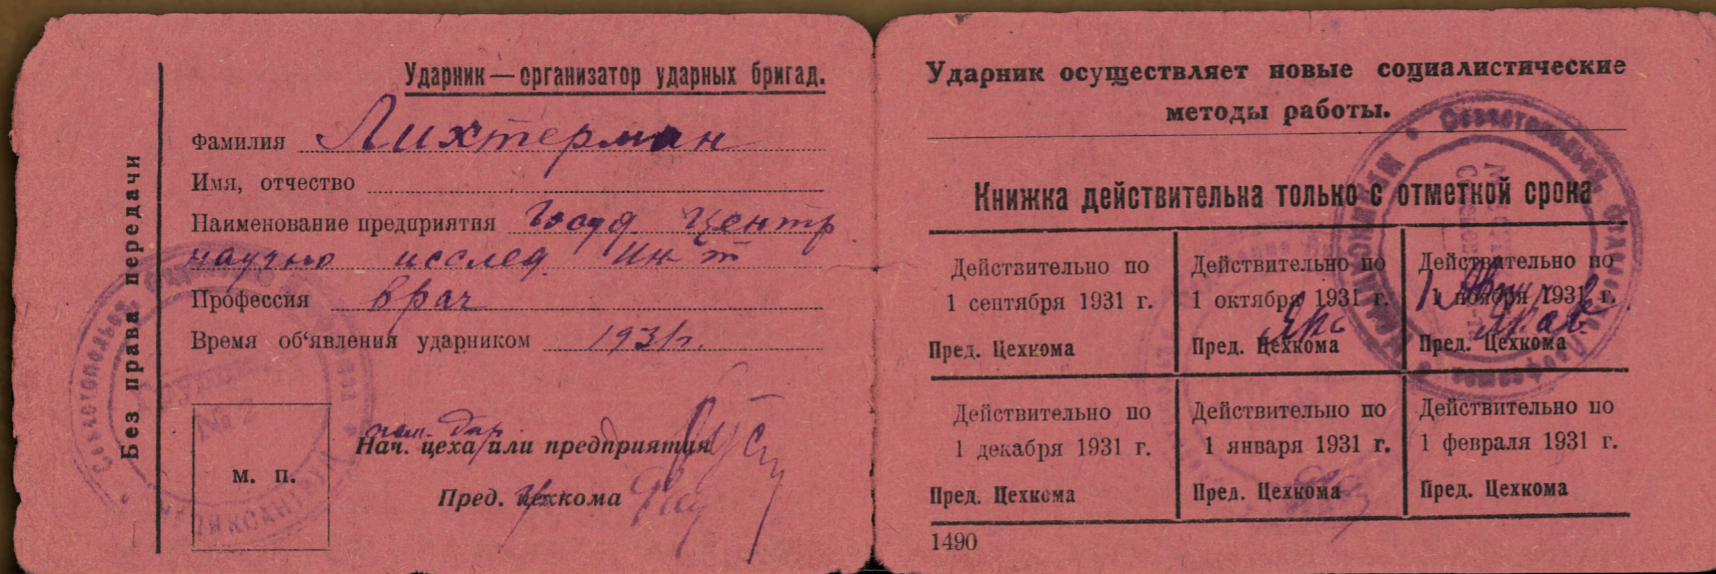 Без права передачи
Ударник — организатор ударных бригад.
Фамилия Лихтерман
Имя, отчество
Наименование предприятия Госуд. Центр
научно исслед. Ин-т
Профессия врач
Время об‘явления ударником 1931 г.
м. п.
Нач. цеха или предприятия
Пред. цехкома
№ 2
Ударник осуществляет новые социалистические
методы работы.
Книжка действительна только с отметкой срока
Действительно по
1 сентября 1931 г.
Пред. Цехкома
Действительно по
1 октября 1931 г.
Пред. Цехкома
Действительно по
1 ноября 1931 г.
Пред. Цехкома
Действительно по
1 декабря 1931 г.
Пред. Цехкома
Действительно по
1 января 1931 г.
Пред. Цехкома
Действительно по
1 февраля 1931 г.
Пред. Цехкома
1490